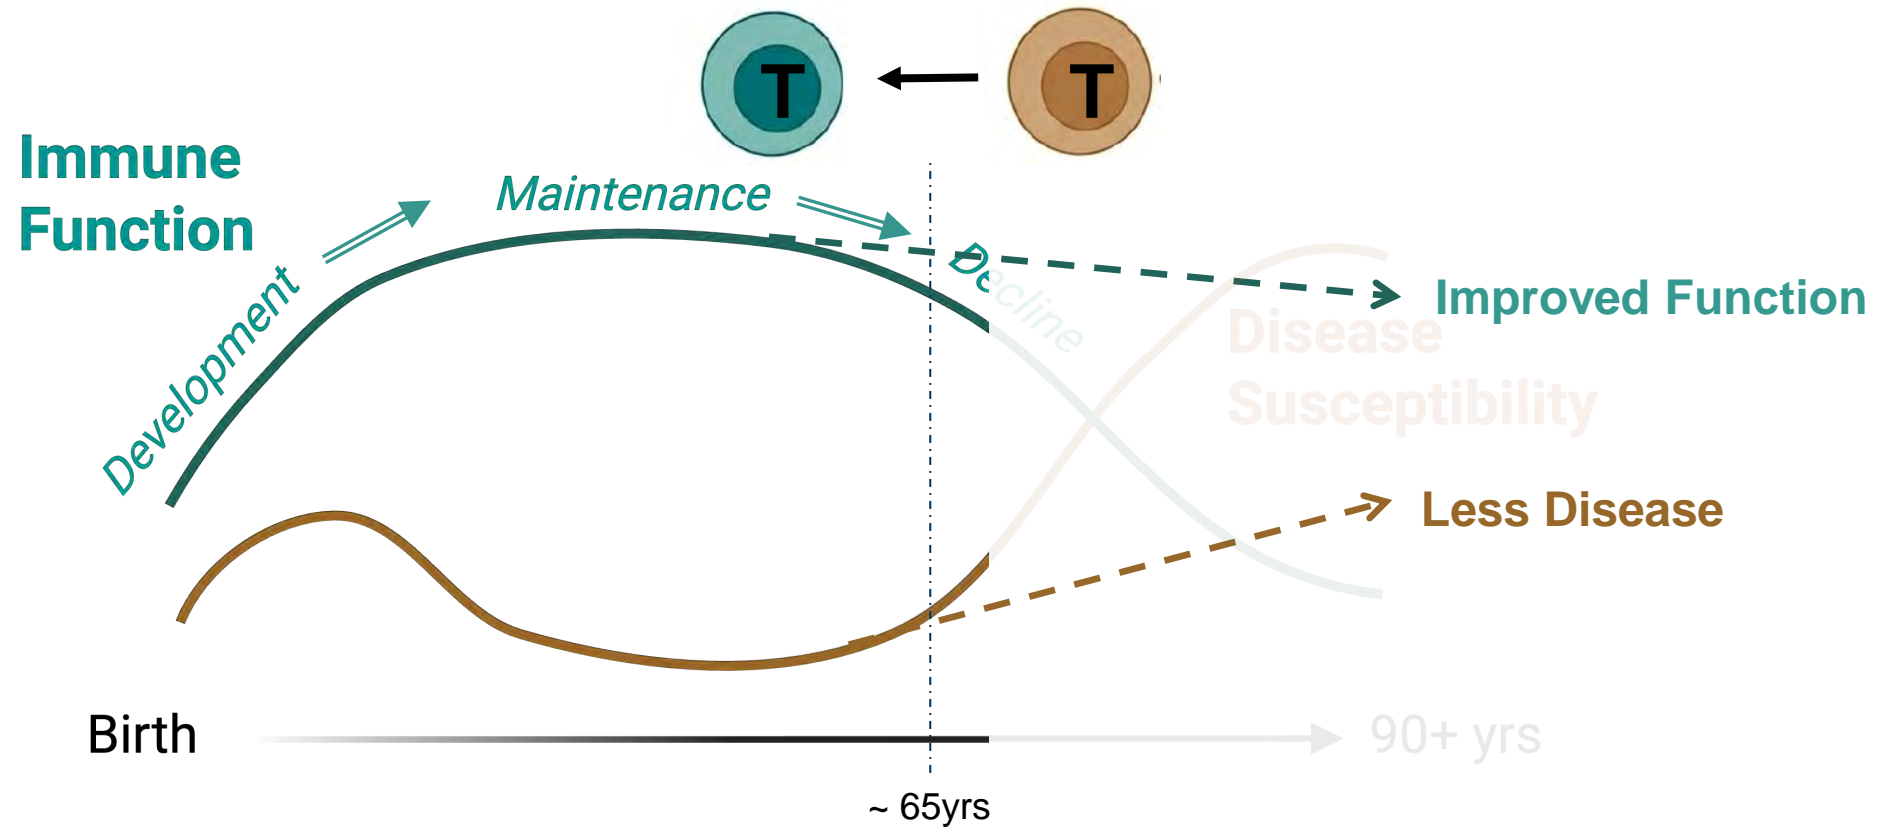 T
T
Immune
Function
Development
Maintenance
Decline
Improved Function
Disease
Susceptibility
Less Disease
Birth
90+ yrs
~ 65yrs